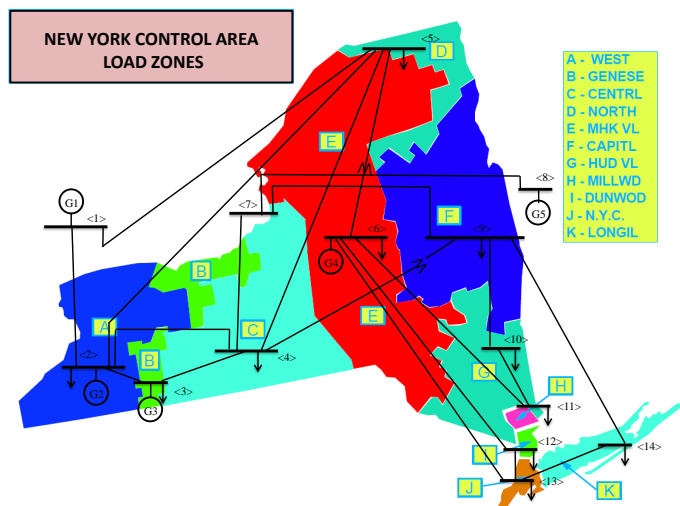 NEW YORK CONTROL AREA
LOAD ZONES
A - WEST
B - GENESE
C - CENTRL
D - NORTH
E - MHK VL
F - CAPITL
G - HUD VL
H - MILLWD
I - DUNWOD
J - N.Y.C.
K - LONGIL
<5>
D
E
<8>
G1
G5
<1>
<7>
F
<6>
<9>
G4
B
A
C
<10>
<2>
B
<4>
G
H
G2
<3>
G3
<11>
I
<12>
<14>
J
<13>
K